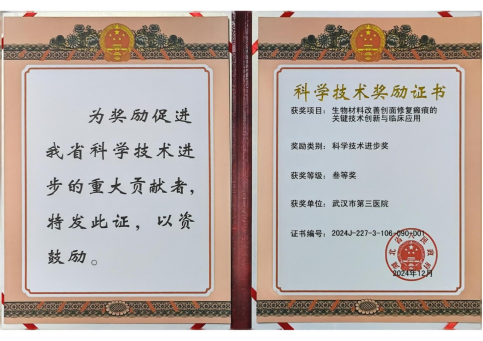 为奖励促进
我省科学技术进
步的重大贡献者，
特发此证，以资
鼓励。
科学技术奖励证书
获奖项目：生物材料改善创面修复瘢痕的
关键技术创新与临床应用
奖励类别：科学技术进步奖
获奖等级：叁等奖
获奖单位：武汉市第三医院
证书编号：2024J-227-3-106-090-D01
2024年12月